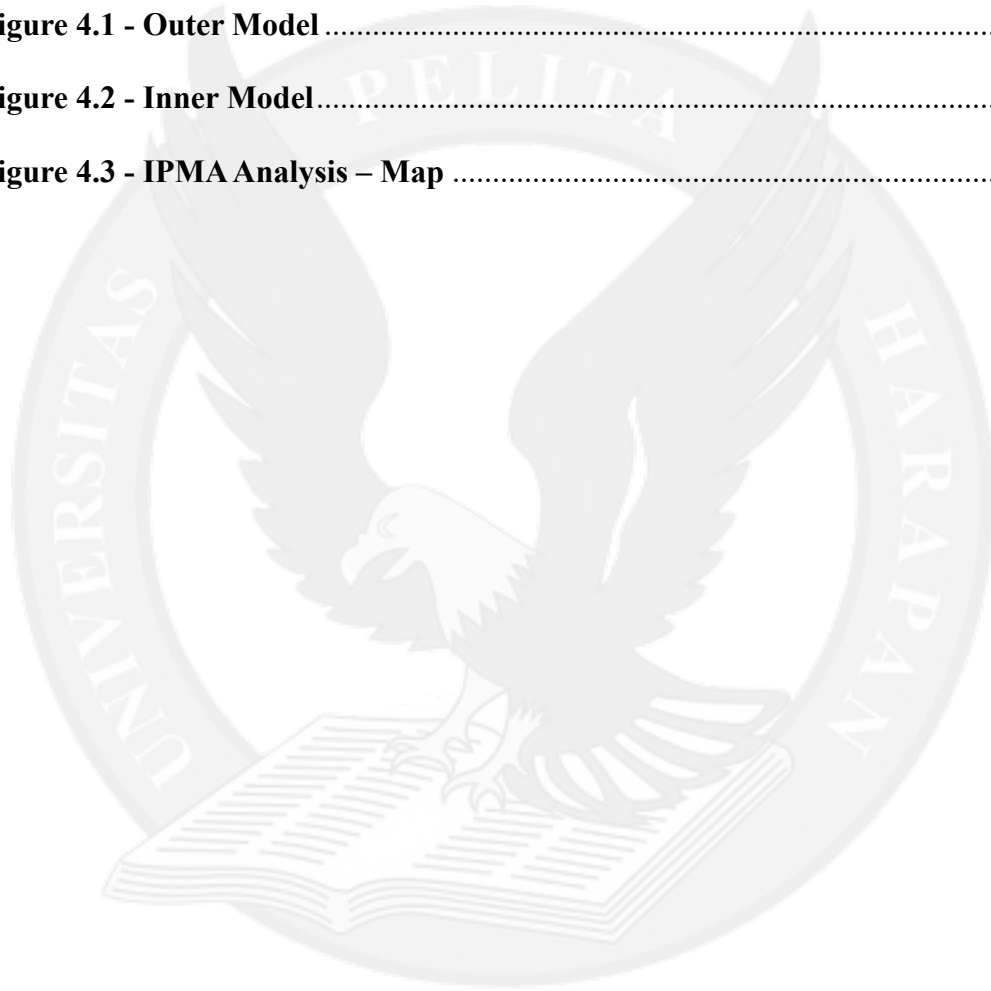 igure 4.1 - Outer Model ....................................................................................
igure 4.2 - Inner Model.....................................................................................
igure 4.3 - IPMA Analysis – Map ....................................................................
UNIVERSITAS PELITA HARAPAN